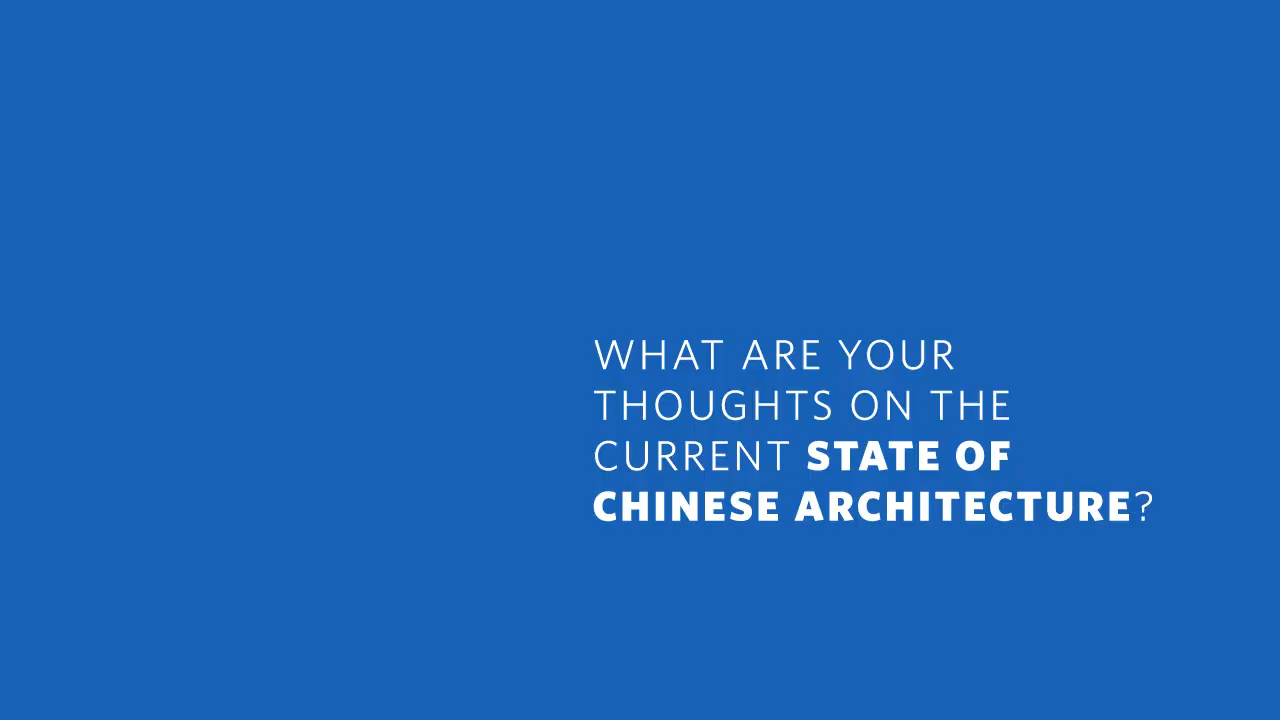 WHAT ARE YOUR
THOUGHTS ON THE
CURRENT STATE OF
CHINESE ARCHITECTURE?